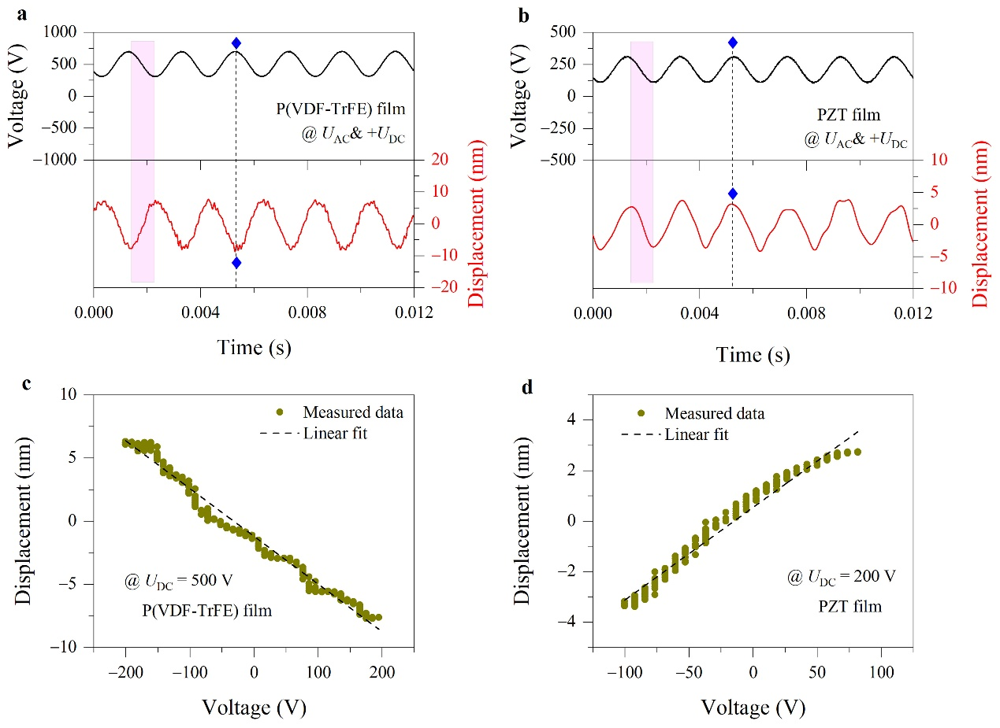 a
Voltage (V)
1000
500
0
−500
−1000
P(VDF-TrFE) film
@ UAC& +UDC
20
10
0
−10
−20
Displacement (nm)
0.000
0.004
0.008
0.012
Time (s)
b
Voltage (V)
500
250
0
−250
−500
PZT film
@ UAC& +UDC
10
5
0
−5
−10
Displacement (nm)
0.000
0.004
0.008
0.012
Time (s)
c
Displacement (nm)
10
5
0
−5
−10
Measured data
Linear fit
@ UDC = 500 V
P(VDF-TrFE) film
−200
−100
0
100
200
Voltage (V)
d
Displacement (nm)
4
2
0
−2
−4
Measured data
Linear fit
@ UDC = 200 V
PZT film
−100
−50
0
50
100
Voltage (V)